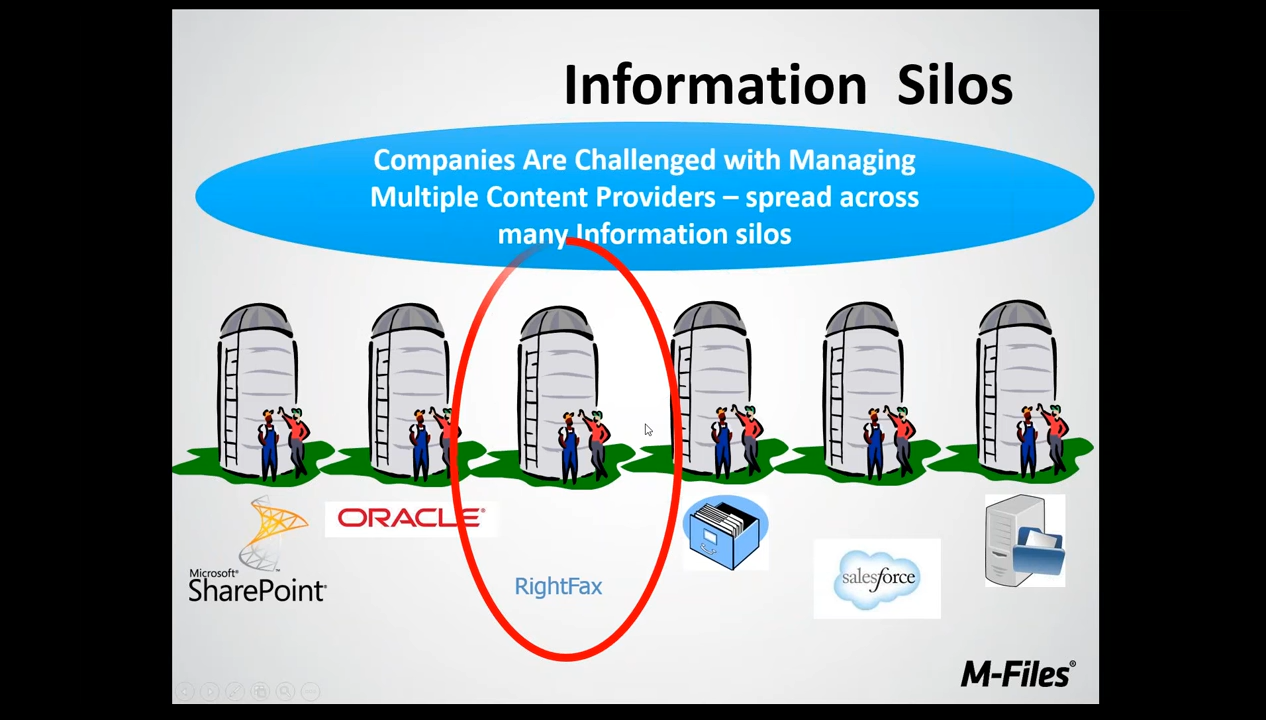 Information Silos
Companies Are Challenged with Managing
Multiple Content Providers – spread across
many Information silos
Microsoft®
SharePoint®
ORACLE®
RightFax
salesforce
M-Files®